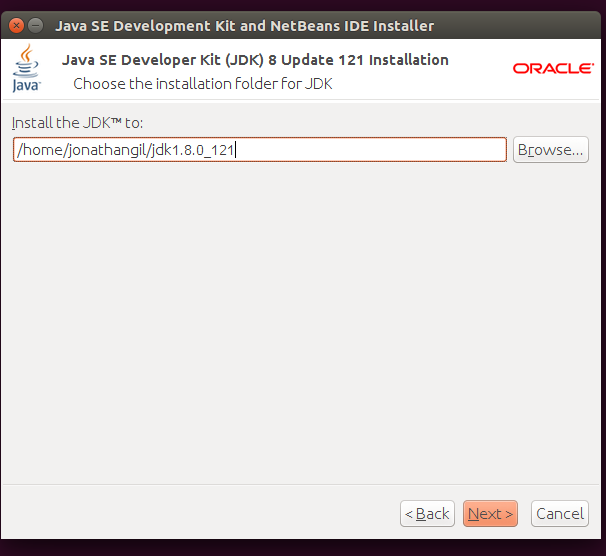 Java SE Development Kit and NetBeans IDE Installer
Java™
Java SE Developer Kit (JDK) 8 Update 121 Installation
ORACLE®
Choose the installation folder for JDK
Install the JDK™ to:
/home/jonathangil/jdk1.8.0_121
Browse...
< Back
Next >
Cancel